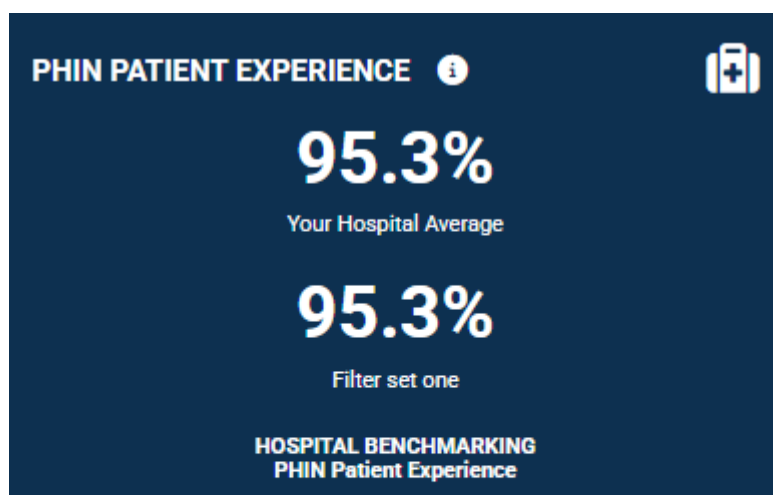 PHIN PATIENT EXPERIENCE
95.3%
Your Hospital Average
95.3%
Filter set one
HOSPITAL BENCHMARKING
PHIN Patient Experience